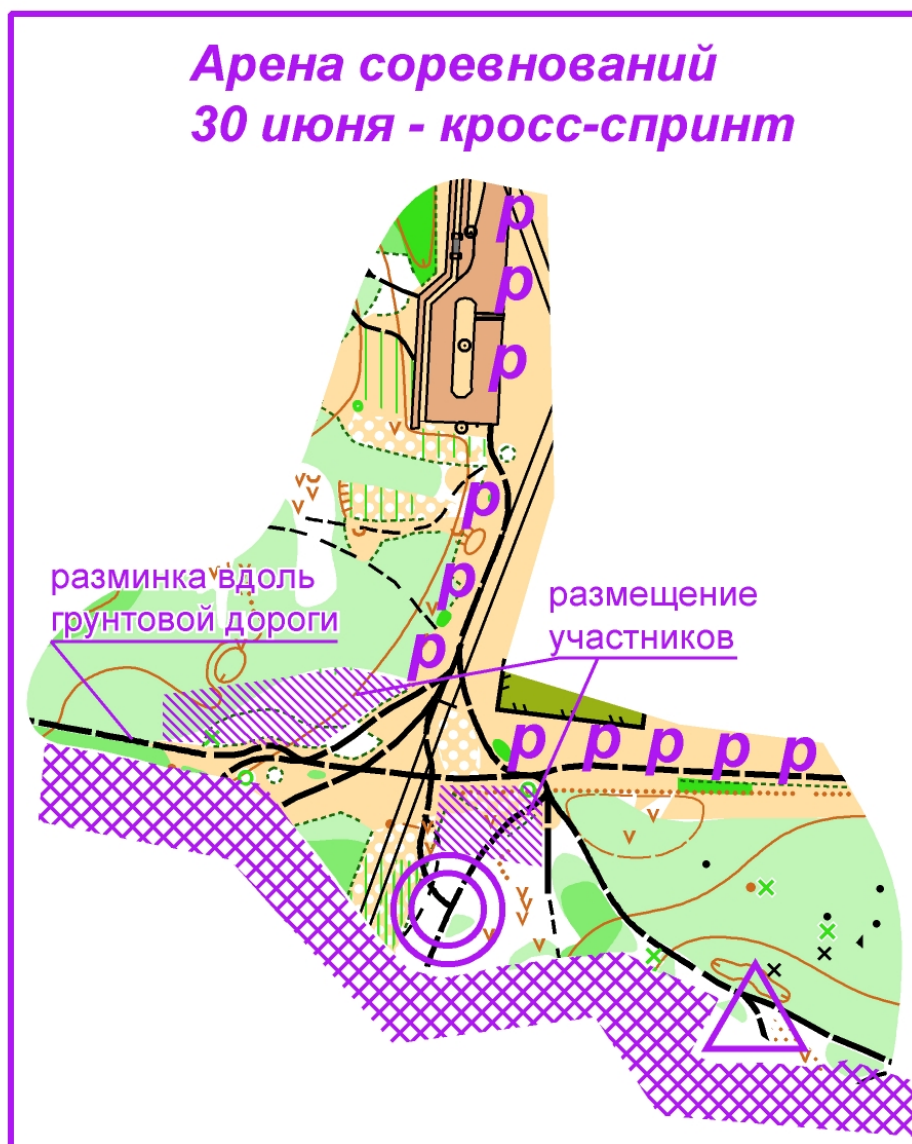 Арена соревнований
30 июня - кросс-спринт
р
р
р
р
р
р
разминка вдоль
грунтовой дороги
размещение
участников
р р р р р